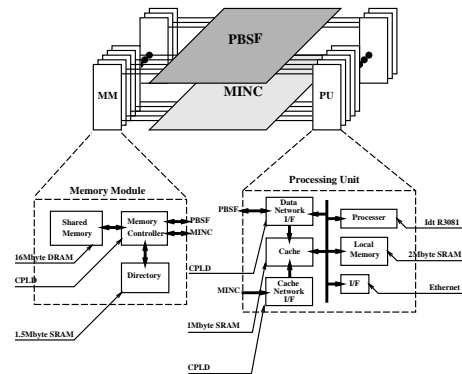 PBSF
MINC
MM
PU
Memory Module
Shared
Memory
Memory
Controller
PBSF
MINC
Directory
16Mbyte DRAM
CPLD
1.5Mbyte SRAM
Processing Unit
PBSF
Data
Network
I/F
Processer
Idt R3081
Cache
Local
Memory
2Mbyte SRAM
CPLD
MINC
Cache
Network
I/F
I/F
Ethernet
1Mbyte SRAM
CPLD